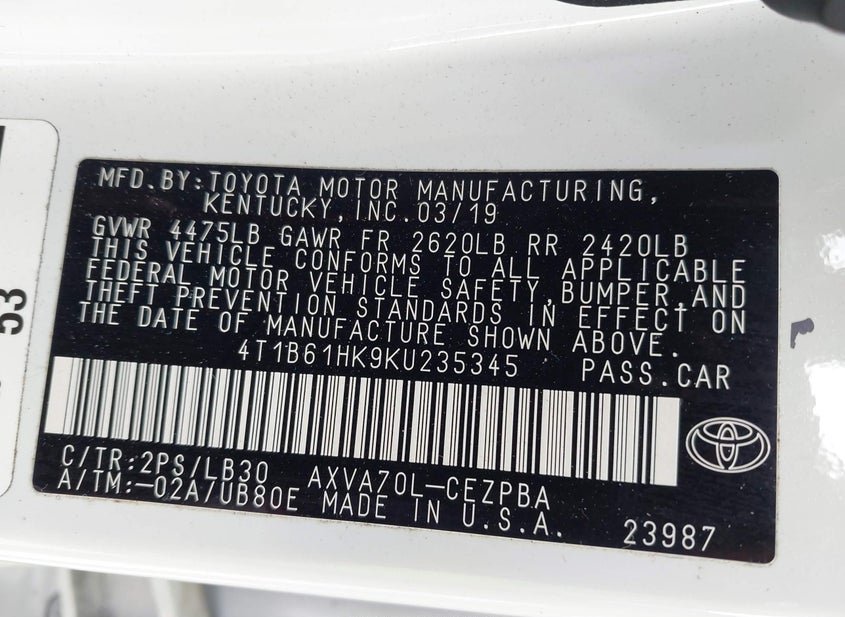 53
MFD.BY:TOYOTA MOTOR MANUFACTURING,
KENTUCKY,INC.03/19
GVWR 4475LB GAWR FR 2620LB RR 2420LB
THIS VEHICLE CONFORMS TO ALL APPLICABLE
FEDERAL MOTOR VEHICLE SAFETY,BUMPER,AND
THEFT PREVENTION STANDARDS IN EFFECT ON
THE DATE OF MANUFACTURE SHOWN ABOVE.
4T1B61HK9KU235345 PASS.CAR
C/TR:2PS/LB30 AXVA70L-CEZPBA
A/TM:-02A/UB80E MADE IN U.S.A. 23987